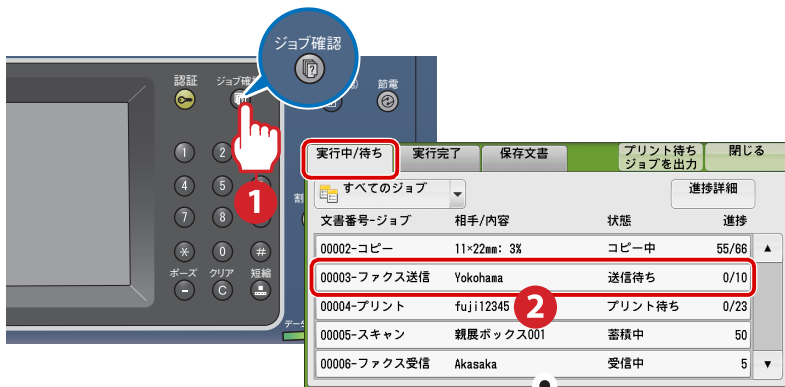 ジョブ確認
認証
ジョブ確
節電
1
2
4
5
7
8
*
0
#
ポーズ
クリア
短縮
-
C
割
データ
1
実行中/待ち
実行完了
保存文書
プリント待ち
ジョブを出力
閉じる
すべてのジョブ
進捗詳細
文書番号-ジョブ 相手/内容 状態 進捗
00002-コピー 11×22mm: 3% コピー中 55/66
00003-ファクス送信 Yokohama 送信待ち 0/10
00004-プリント fuji12345 プリント待ち 0/23
2
00005-スキャン 親展ボックス001 蓄積中 50
00006-ファクス受信 Akasaka 受信中 5